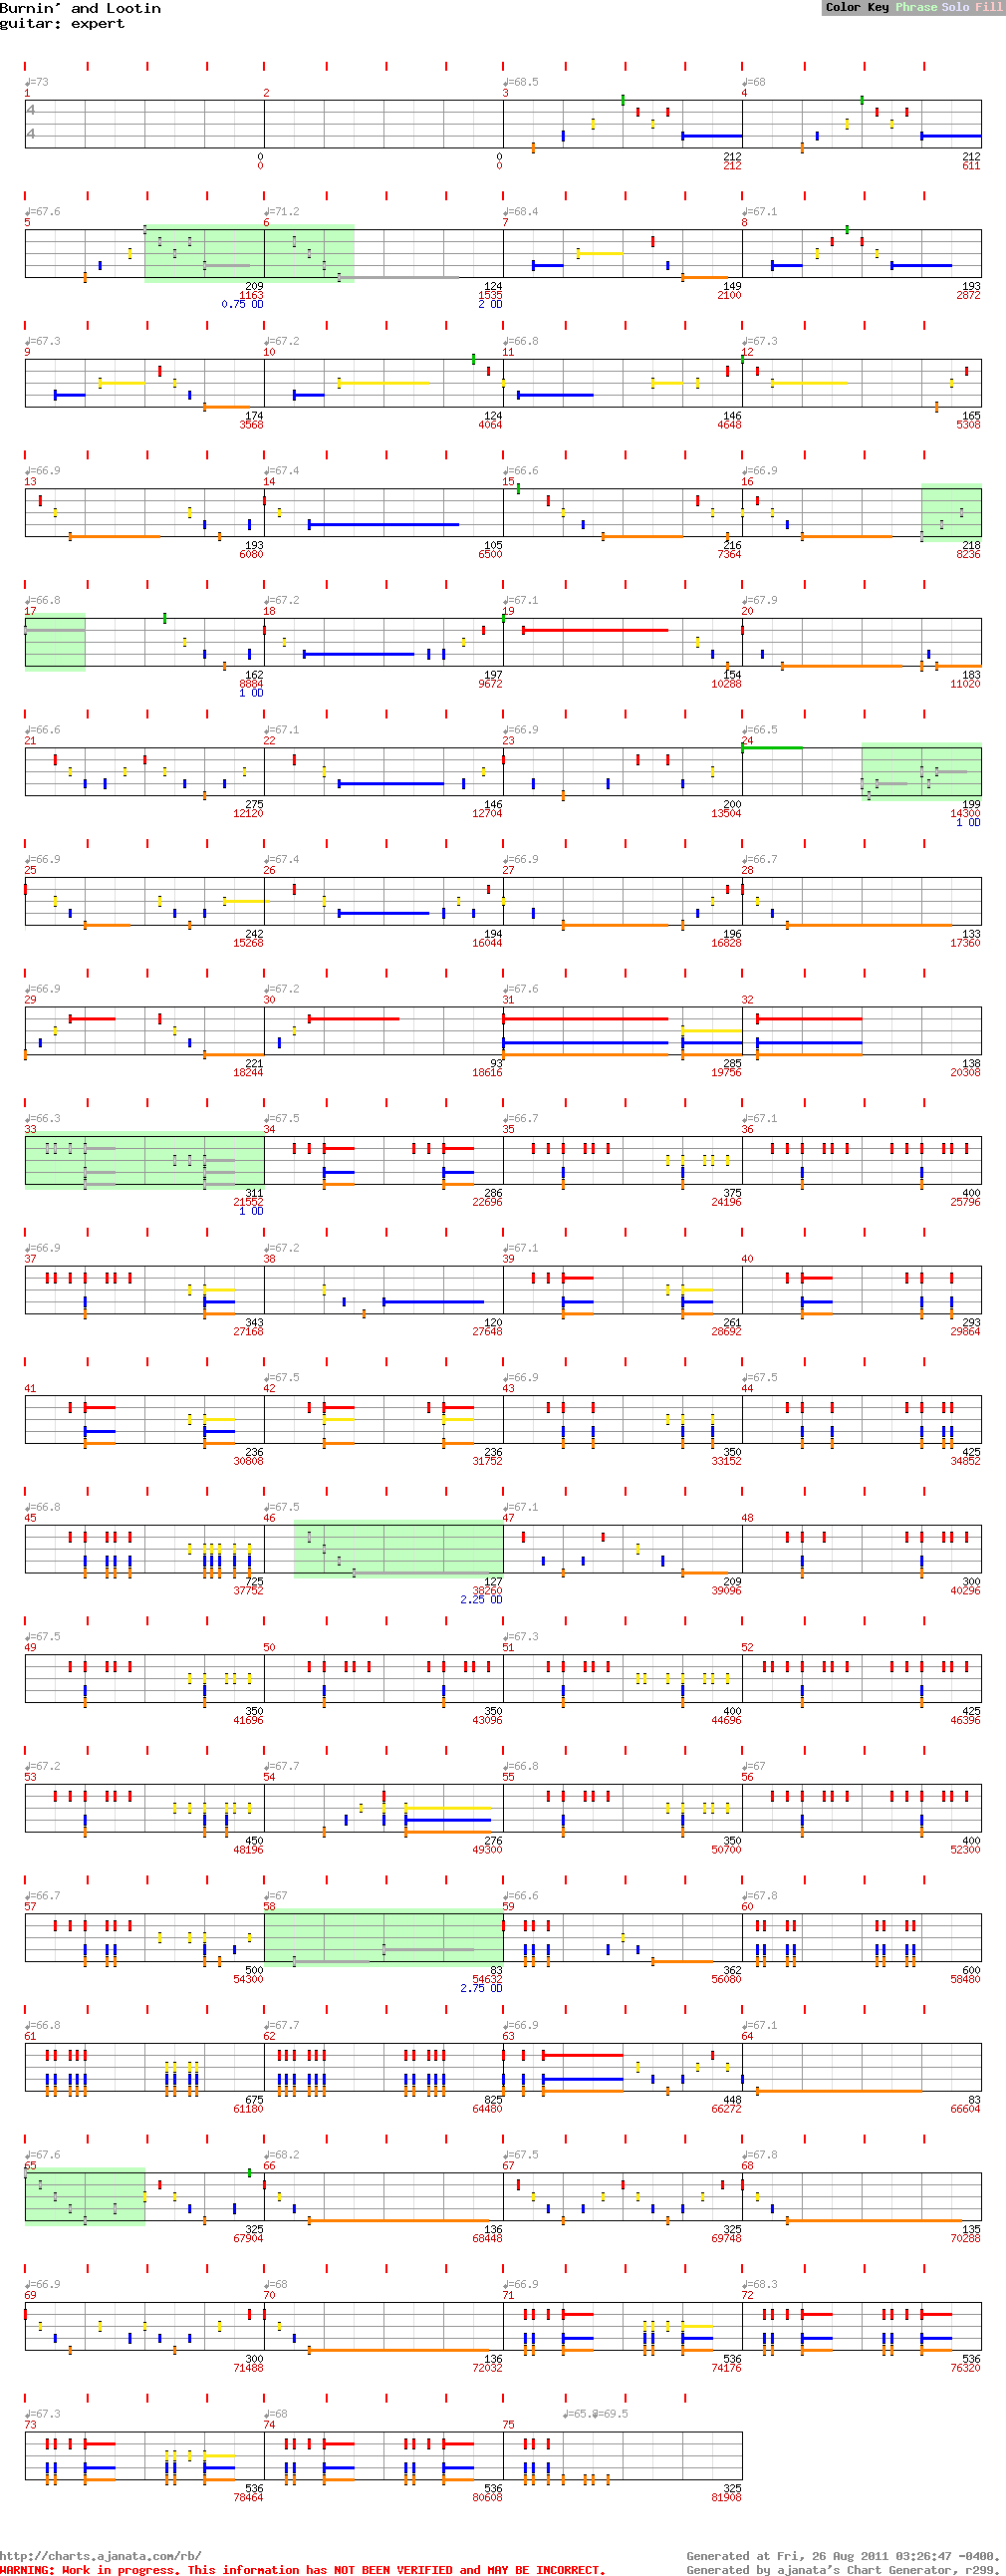 Burnin' and Lootin
guitar: expert
Color Key Phrase Solo Fill
♩=73 ♩=68.5 ♩=68
1 2 3 4
4
4
0 0 212 212
0 212 611
♩=67.6 ♩=71.2 ♩=68.4 ♩=67.1
5 6 7 8
209 124 149 193
1163 1535 2100 2872
0.75 OD 2 OD
♩=67.3 ♩=67.2 ♩=66.8 ♩=67.3
9 10 11 12
174 124 146 165
3568 4064 4648 5308
♩=66.9 ♩=67.4 ♩=66.6 ♩=66.9
13 14 15 16
193 105 216 218
6080 6500 7364 8236
♩=66.8 ♩=67.2 ♩=67.1 ♩=67.9
17 18 19 20
162 197 154 183
8884 9672 10288 11020
1 OD
♩=66.6 ♩=67.1 ♩=66.9 ♩=66.5
21 22 23 24
275 146 200 199
12120 12704 13504 14300
1 OD
♩=66.9 ♩=67.4 ♩=66.9 ♩=66.7
25 26 27 28
242 194 196 133
15268 16044 16828 17360
♩=66.9 ♩=67.2 ♩=67.6
29 30 31 32
221 93 285 138
18244 18616 19756 20308
♩=66.3 ♩=67.5 ♩=66.7 ♩=67.1
33 34 35 36
311 286 375 400
21552 22696 24196 25796
1 OD
♩=66.9 ♩=67.2 ♩=67.1
37 38 39 40
343 120 261 293
27168 27648 28692 29864
♩=67.5 ♩=66.9 ♩=67.5
41 42 43 44
236 236 350 425
30808 31752 33152 34852
♩=66.8 ♩=67.5 ♩=67.1
45 46 47 48
725 127 209 300
37752 38260 39096 40296
2.25 OD
♩=67.5 ♩=67.3
49 50 51 52
350 350 400 425
41696 43096 44696 46396
♩=67.2 ♩=67.7 ♩=66.8 ♩=67
53 54 55 56
450 276 350 400
48196 49300 50700 52300
♩=66.7 ♩=67 ♩=66.6 ♩=67.8
57 58 59 60
500 83 362 600
54300 54632 56080 58480
2.75 OD
♩=66.8 ♩=67.7 ♩=66.9 ♩=67.1
61 62 63 64
675 825 448 83
61180 64480 66272 66604
♩=67.6 ♩=68.2 ♩=67.5 ♩=67.8
65 66 67 68
325 136 325 135
67904 68448 69748 70288
♩=66.9 ♩=68 ♩=66.9 ♩=68.3
69 70 71 72
300 136 536 536
71488 72032 74176 76320
♩=67.3 ♩=68 ♩=69.5
73 74 75
536 536 325
78464 80608 81908
http://charts.ajanata.com/rb/ Generated at Fri, 26 Aug 2011 03:26:47 -0400.
WARNING: Work in progress. This information has NOT BEEN VERIFIED and MAY BE INCORRECT. Generated by ajanata's Chart Generator, r299.